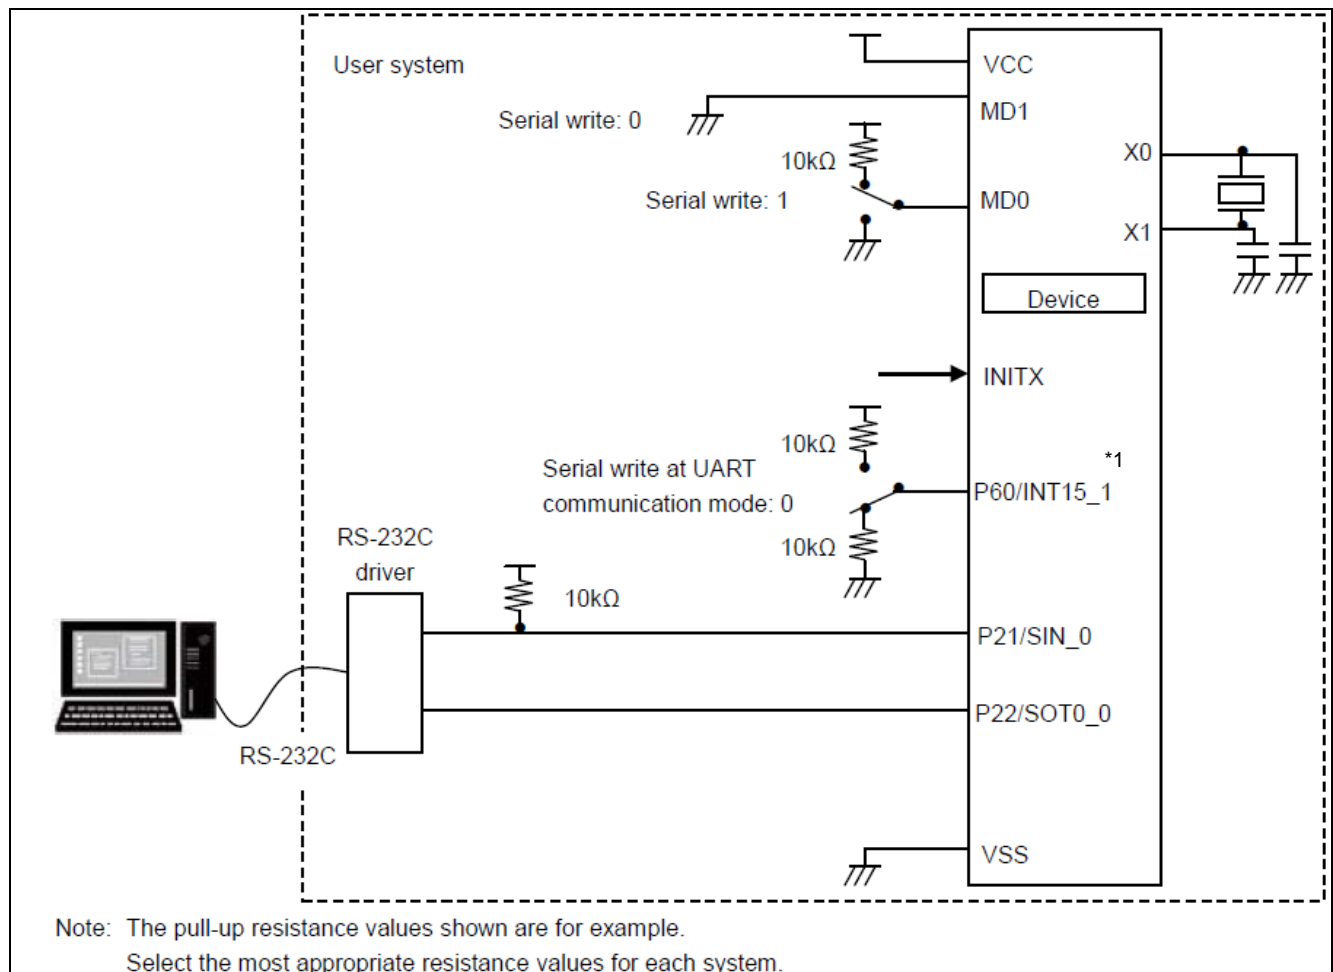 User system
VCC
Serial write: 0
MD1
10kΩ
X0
Serial write: 1
MD0
X1
Device
INITX
10kΩ
*1
Serial write at UART
communication mode: 0
P60/INT15_1
10kΩ
RS-232C
driver
10kΩ
P21/SIN_0
P22/SOT0_0
RS-232C
VSS
Note: The pull-up resistance values shown are for example.
Select the most appropriate resistance values for each system.